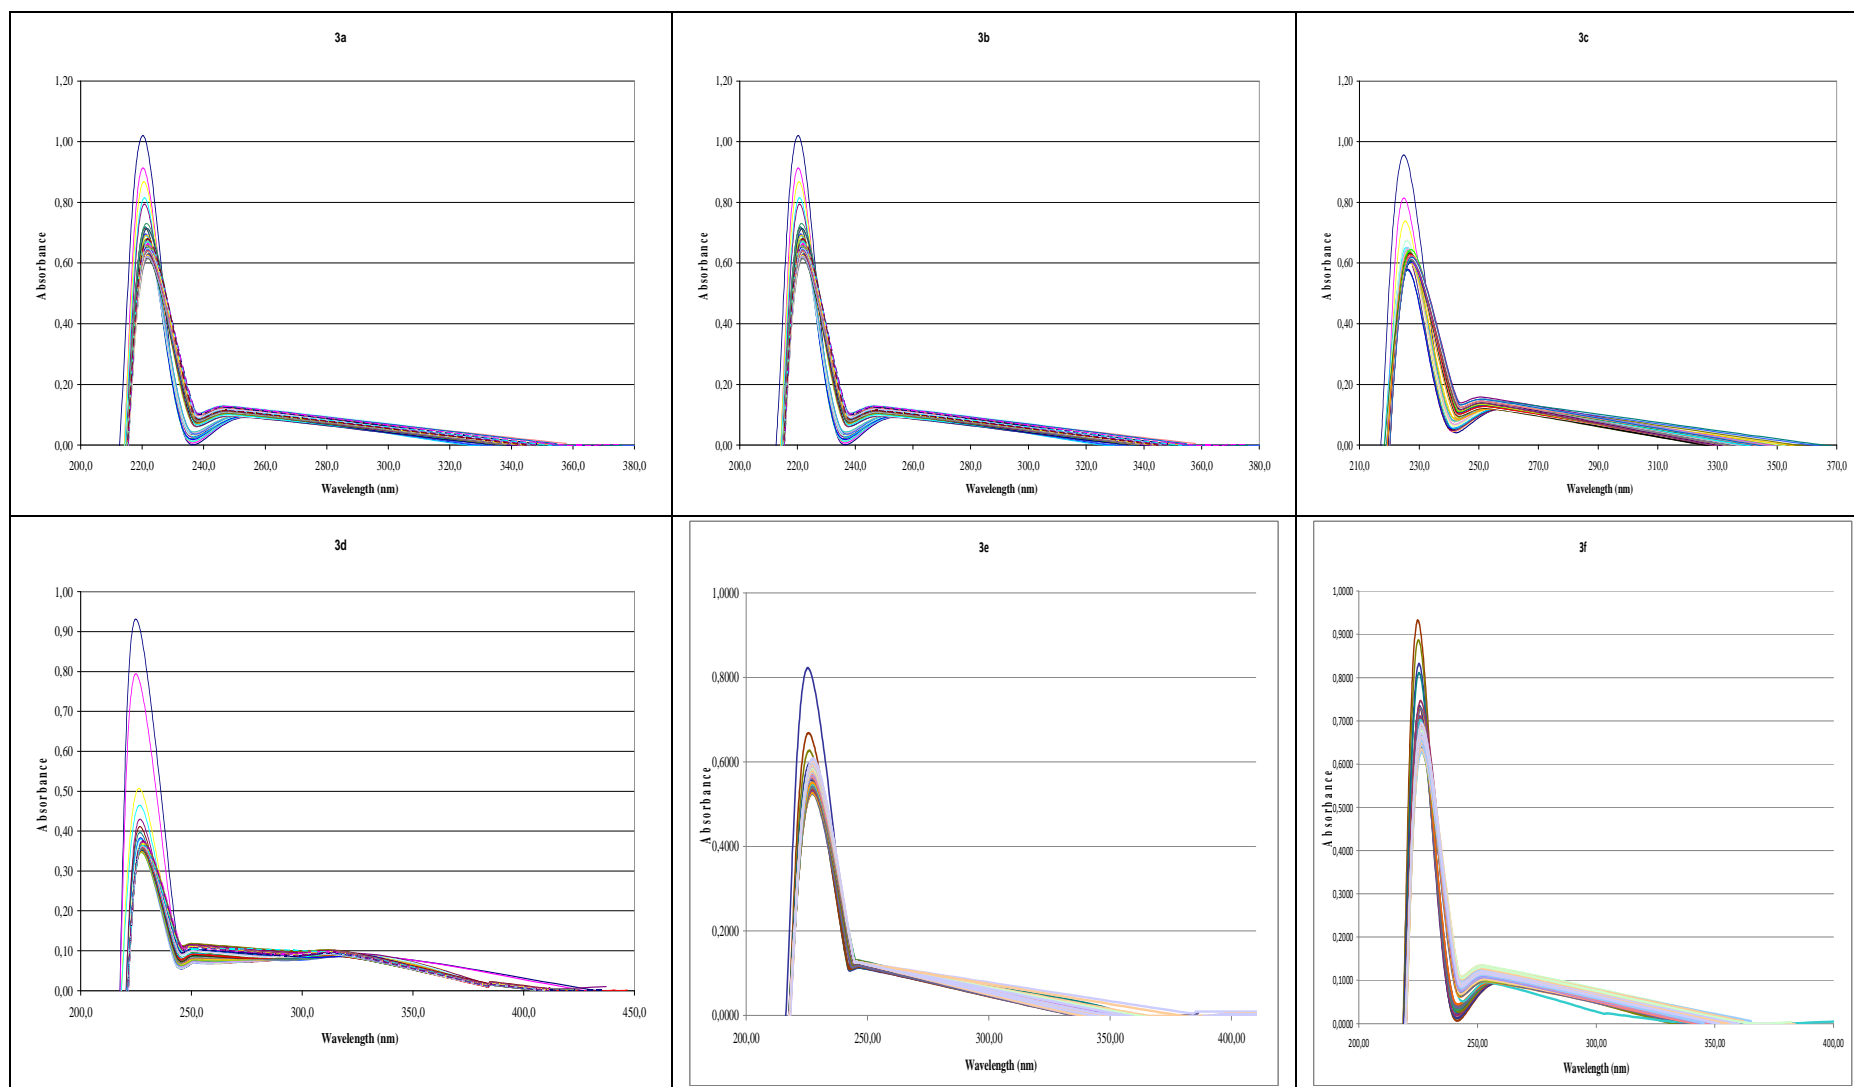 3a
1,20
1,00
0,80
0,60
0,40
0,20
0,00
200,0 220,0 240,0 260,0 280,0 300,0 320,0 340,0 360,0 380,0
Absorbance
Wavelength (nm)
3b
1,20
1,00
0,80
0,60
0,40
0,20
0,00
200,0 220,0 240,0 260,0 280,0 300,0 320,0 340,0 360,0 380,0
Absorbance
Wavelength (nm)
3c
1,20
1,00
0,80
0,60
0,40
0,20
0,00
210,0 230,0 250,0 270,0 290,0 310,0 330,0 350,0 370,0
Absorbance
Wavelength (nm)
3d
1,00
0,90
0,80
0,70
0,60
0,50
0,40
0,30
0,20
0,10
0,00
200,0 250,0 300,0 350,0 400,0 450,0
Absorbance
Wavelength (nm)
3e
1,0000
0,8000
0,6000
0,4000
0,2000
0,0000
200,00 250,00 300,00 350,00 400,00
Absorbance
Wavelength (nm)
3f
1,0000
0,9000
0,8000
0,7000
0,6000
0,5000
0,4000
0,3000
0,2000
0,1000
0,0000
200,00 250,00 300,00 350,00 400,00
Absorbance
Wavelength (nm)